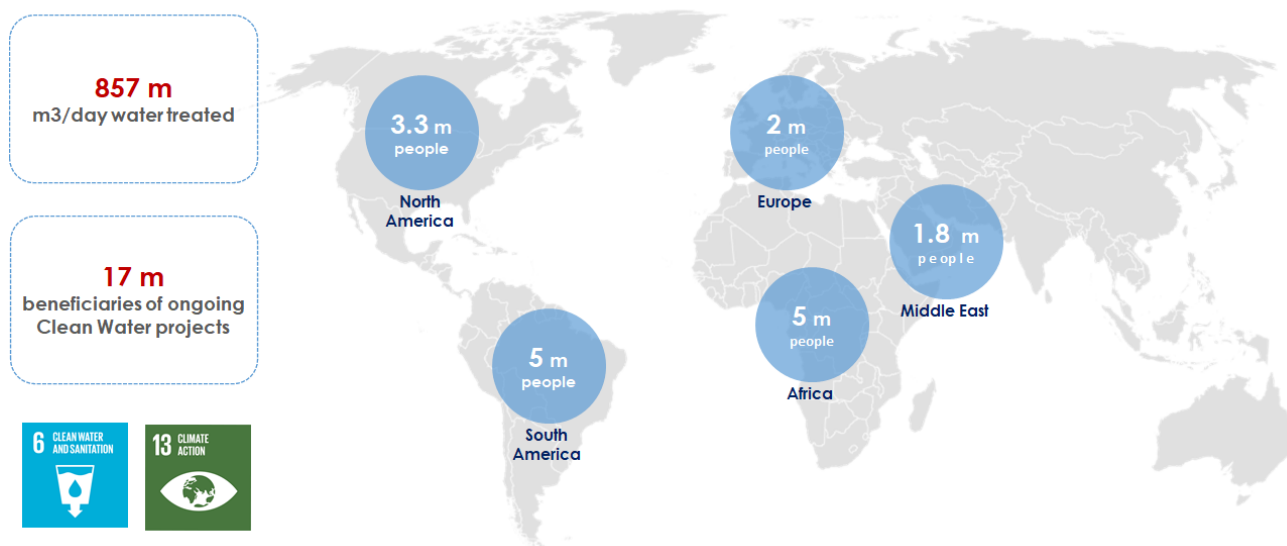 857 m
m3/day water treated
17 m
beneficiaries of ongoing
Clean Water projects
6 CLEAN WATER
AND SANITATION
13 CLIMATE
ACTION
3.3 m
people
North
America
2 m
people
Europe
1.8 m
people
Middle East
5 m
people
Africa
5 m
people
South
America